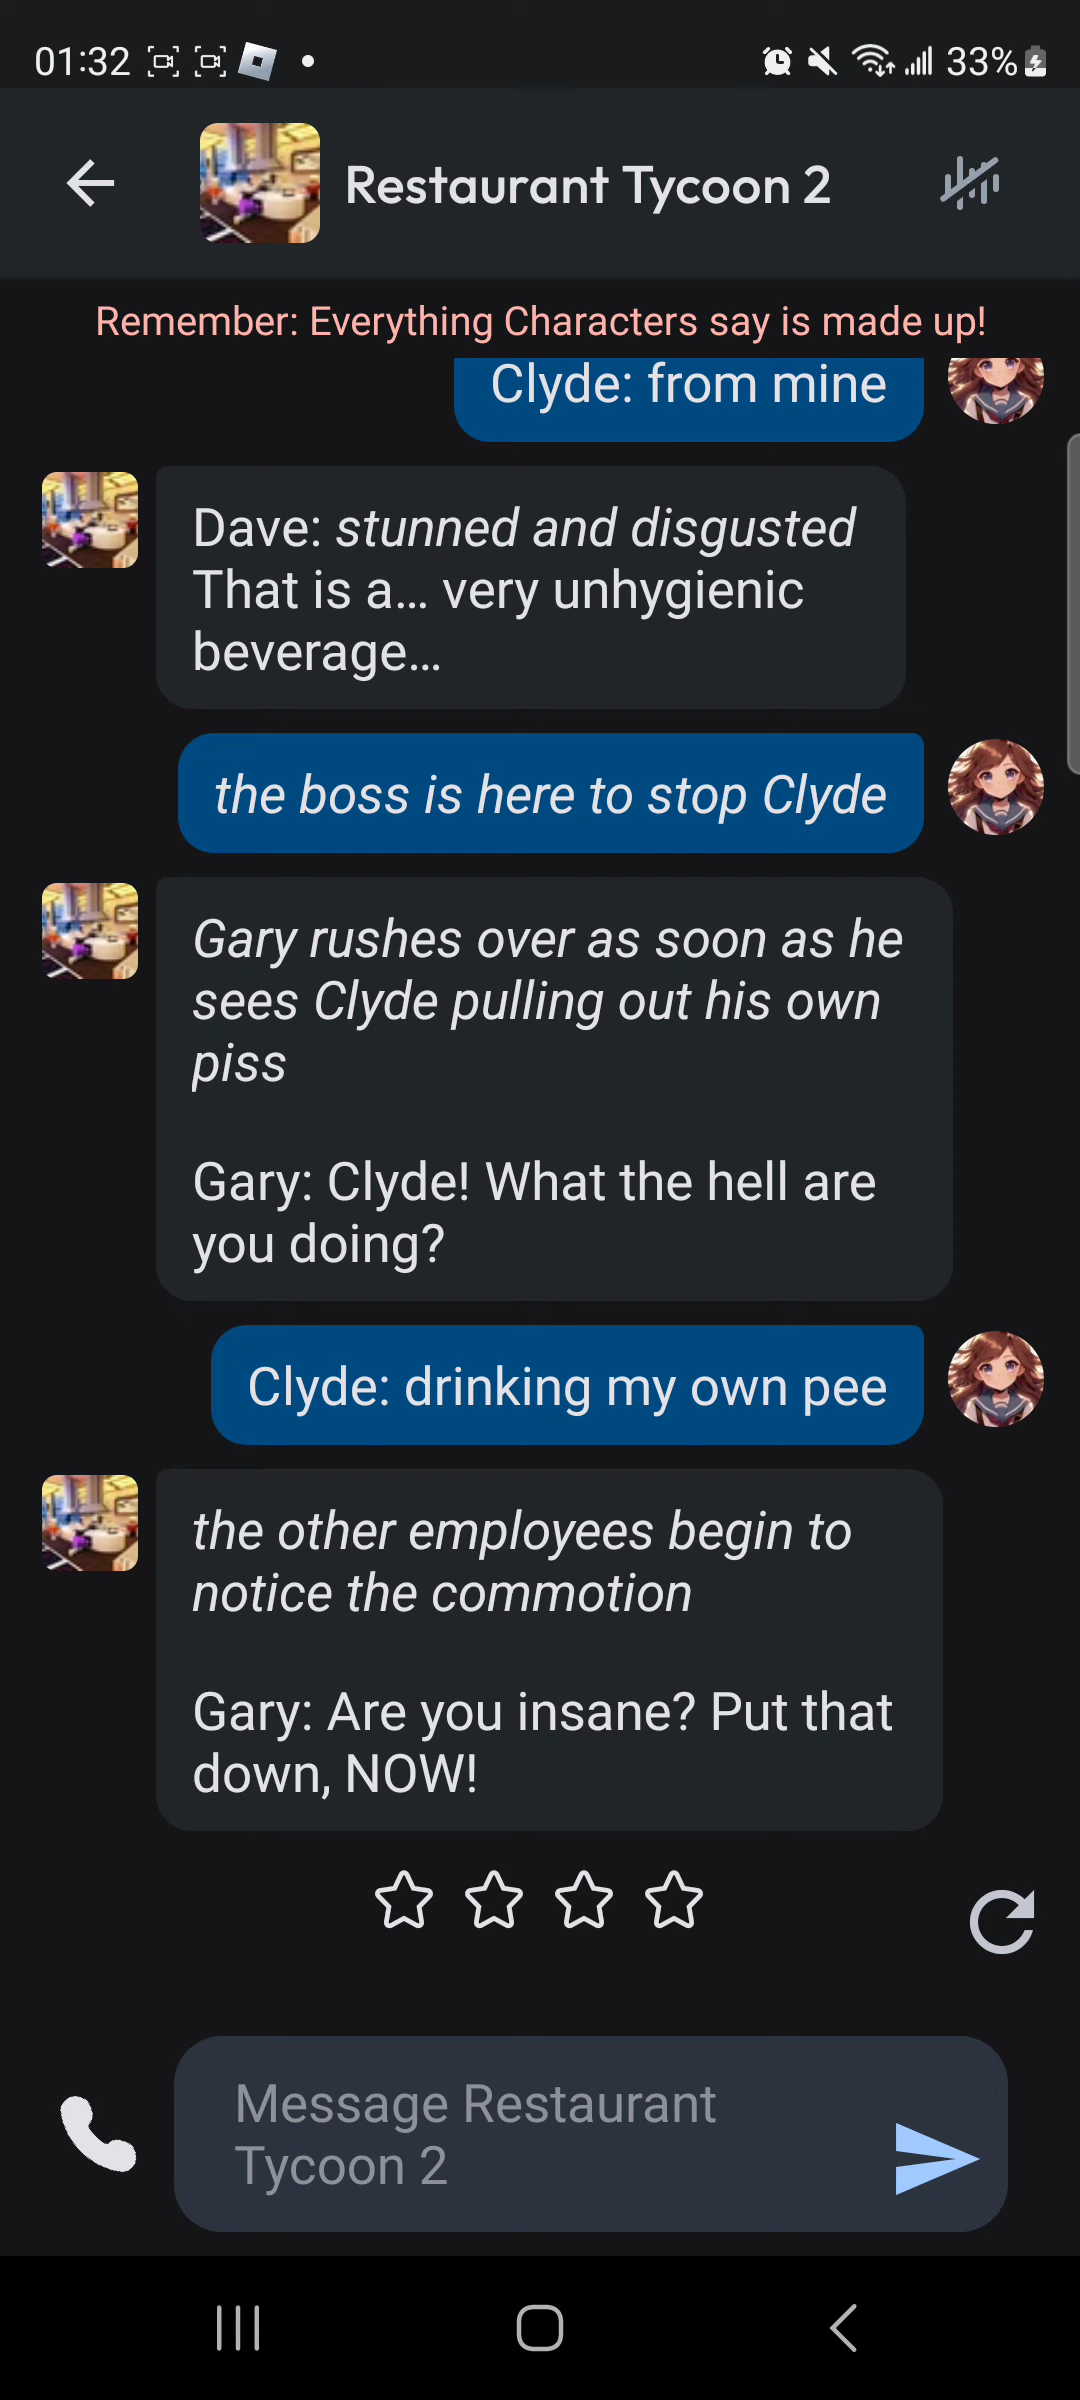 01:32
33%
Restaurant Tycoon 2
Remember: Everything Characters say is made up!
Clyde: from mine
Dave: stunned and disgusted
That is a... very unhygienic
beverage...
the boss is here to stop Clyde
Gary rushes over as soon as he
sees Clyde pulling out his own
piss
Gary: Clyde! What the hell are
you doing?
Clyde: drinking my own pee
the other employees begin to
notice the commotion
Gary: Are you insane? Put that
down, NOW!
Message Restaurant
Tycoon 2